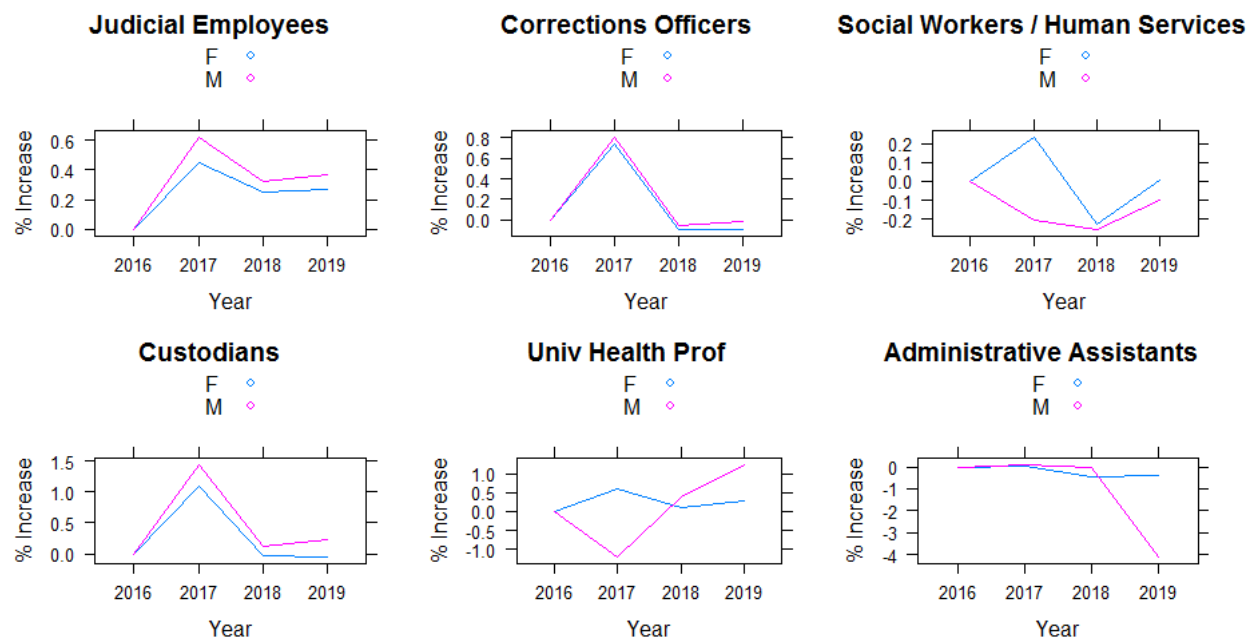 Judicial Employees
F
M
% Increase
0.6
0.4
0.2
0.0
2016 2017 2018 2019
Year
Corrections Officers
F
M
% Increase
0.8
0.6
0.4
0.2
0.0
2016 2017 2018 2019
Year
Social Workers / Human Services
F
M
% Increase
0.2
0.1
0.0
-0.1
-0.2
2016 2017 2018 2019
Year
Custodians
F
M
% Increase
1.5
1.0
0.5
0.0
2016 2017 2018 2019
Year
Univ Health Prof
F
M
% Increase
1.0
0.5
0.0
-0.5
-1.0
2016 2017 2018 2019
Year
Administrative Assistants
F
M
% Increase
0
-1
-2
-3
-4
2016 2017 2018 2019
Year